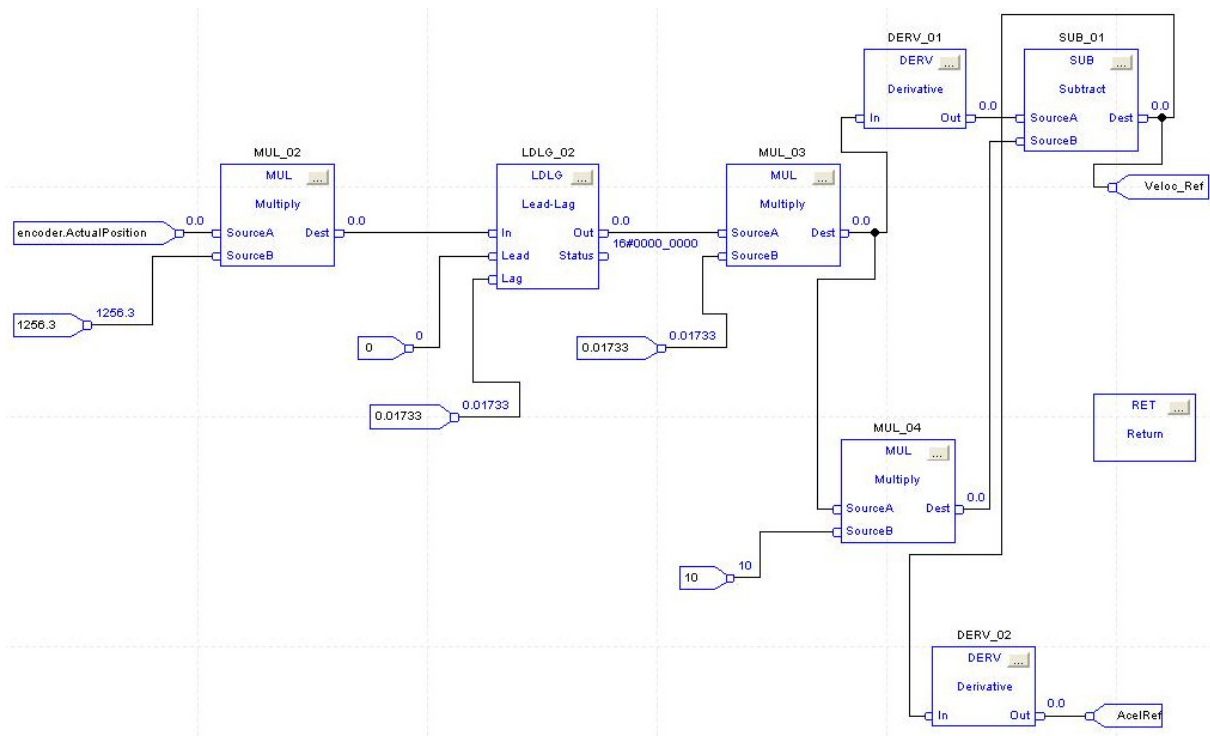 DERV_01
SUB_01
DERV ...
SUB ...
Derivative
Subtract
0.0
0.0
In
Out
SourceA
Dest
SourceB
Veloc_Ref
MUL_02
LDLG_02
MUL_03
MUL ...
LDLG ...
MUL ...
Multiply
Lead-Lag
Multiply
encoder.ActualPosition
0.0
SourceA
Dest
0.0
SourceB
In
Out
0.0
Lead
Status
16#0000_0000
Lag
SourceA
Dest
0.0
SourceB
1256.3
1256.3
0
0
0.01733
0.01733
0.01733
0.01733
RET ...
Return
MUL_04
MUL ...
Multiply
SourceA
Dest
0.0
SourceB
10
10
DERV_02
DERV ...
Derivative
In
Out
0.0
AcelRef